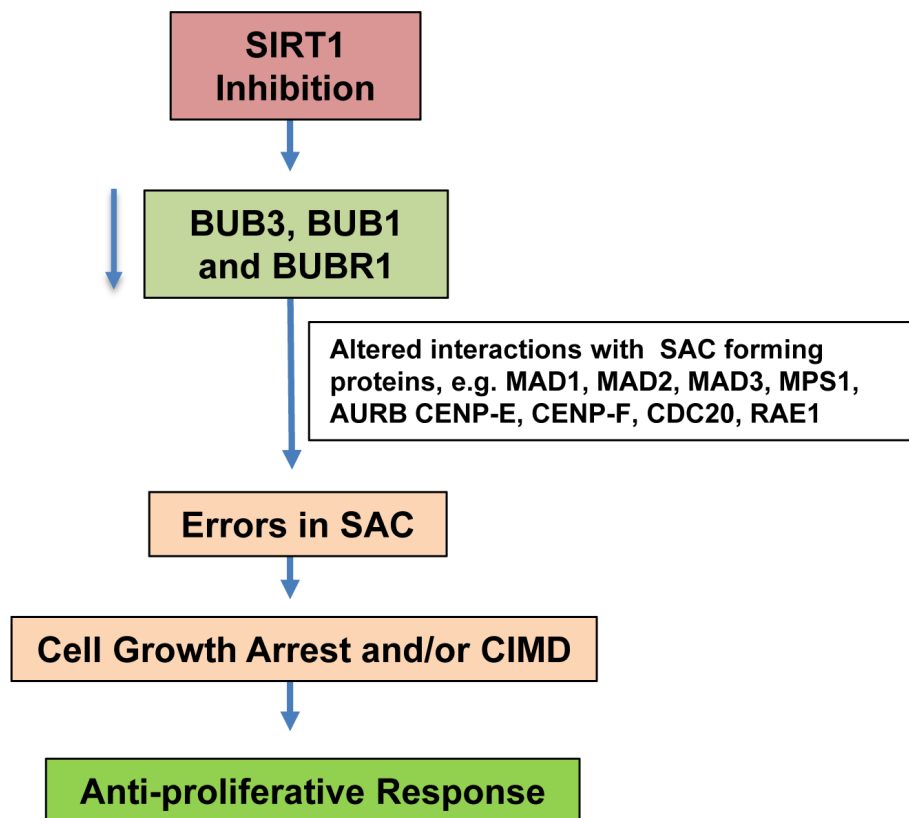 SIRT1
Inhibition
BUB3, BUB1
and BUBR1
Altered interactions with SAC forming
proteins, e.g. MAD1, MAD2, MAD3, MPS1,
AURB CENP-E, CENP-F, CDC20, RAE1
Errors in SAC
Cell Growth Arrest and/or CIMD
Anti-proliferative Response